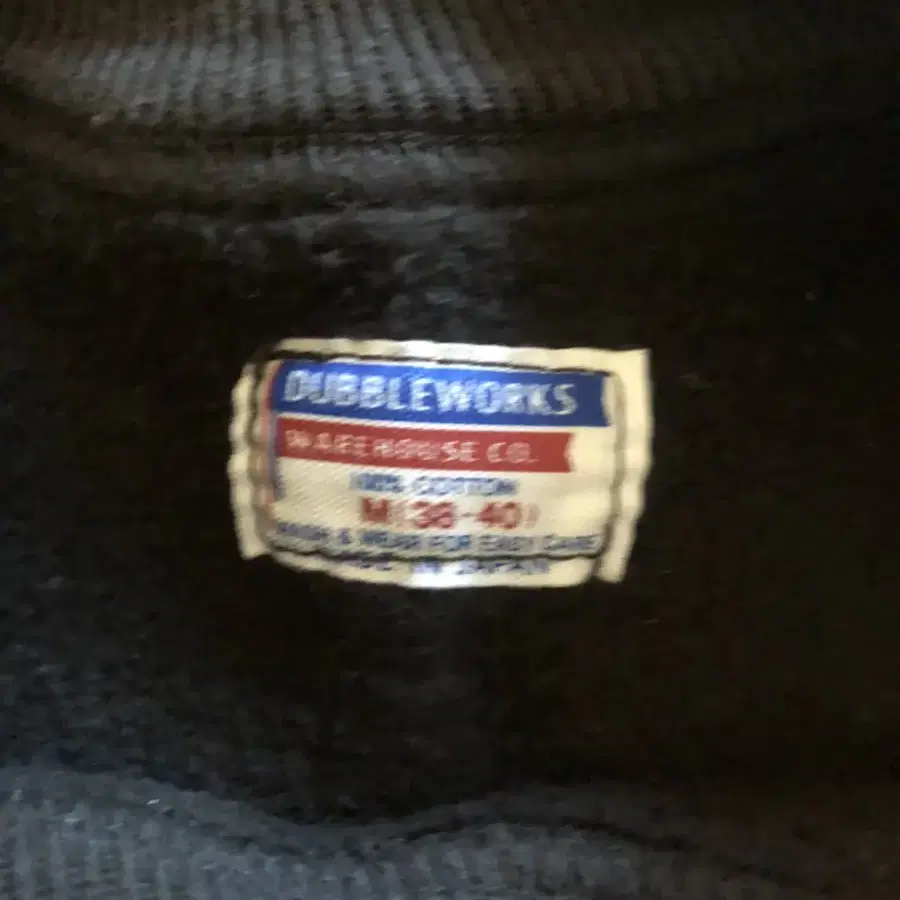 DUBBLEWORKS
WAREHOUSE CO.
100% COTTON
M (38-40)
WASH & WEAR FOR EASY CARE
MADE IN JAPAN